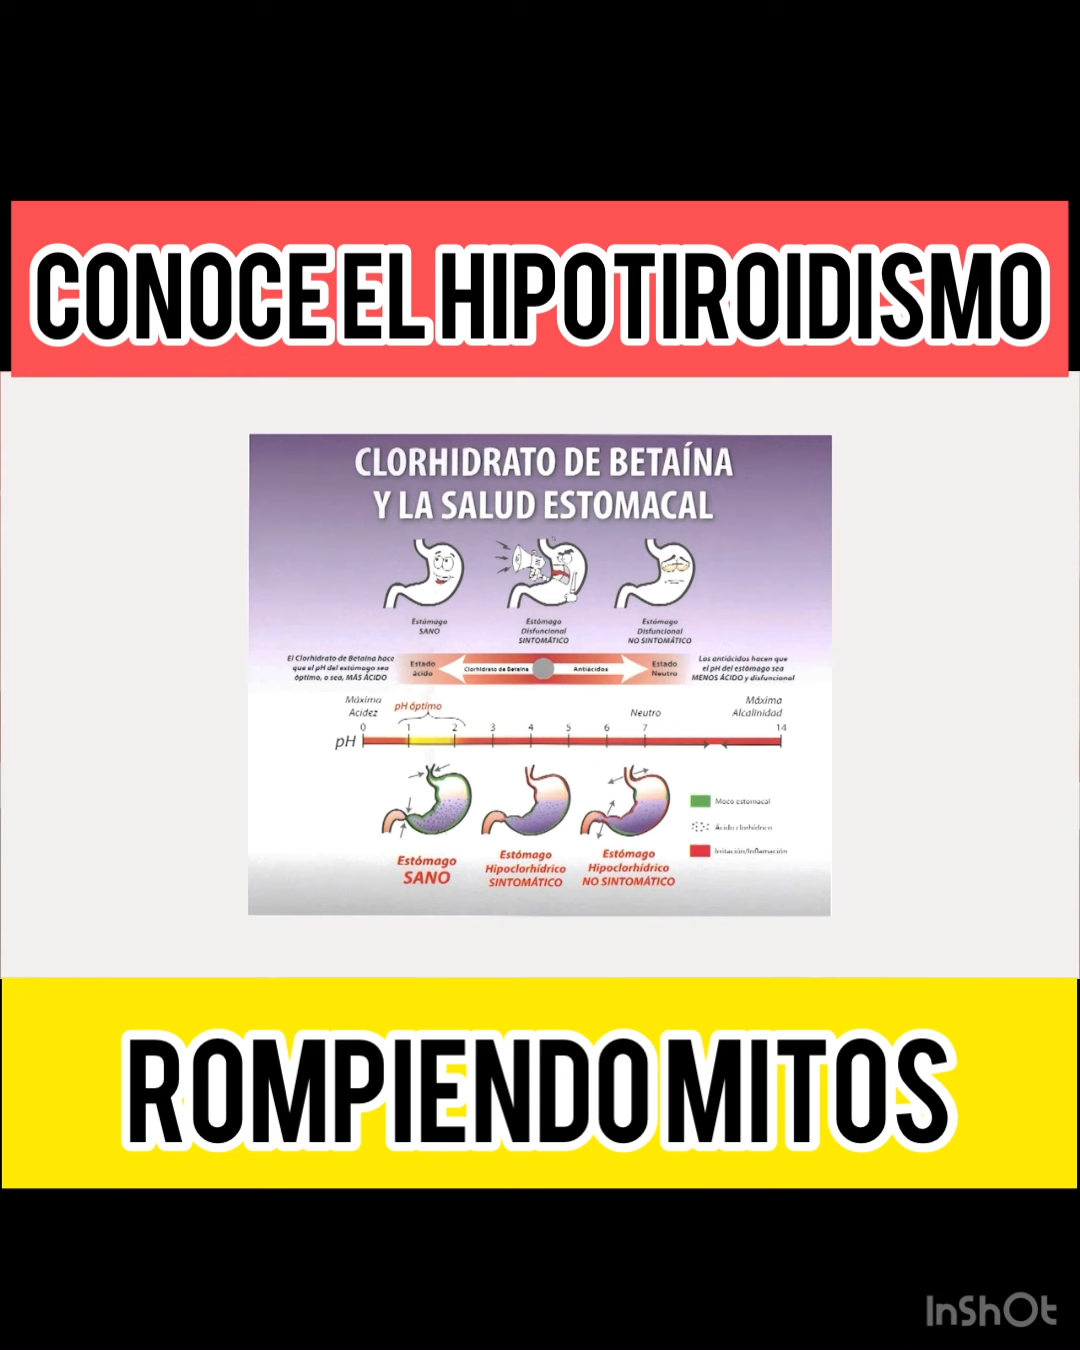 CONOCE EL HIPOTIROIDISMO
CLORHIDRATO DE BETAÍNA
Y LA SALUD ESTOMACAL
Estómago
SANO
Estómago
Disfuncional
SINTOMÁTICO
Estómago
Disfuncional
NO SINTOMÁTICO
El Clorhidrato de Betaína hace
que el pH del estómago sea
óptimo, o sea, MÁS ÁCIDO
Estado
ácido
Clorhidrato de Betaína
Antiácidos
Estado
Neutro
Los antiácidos hacen que
el pH del estómago sea
MENOS ÁCIDO y disfuncional
Máxima
Acidez
pH óptimo
Neutro
Máxima
Alcalinidad
pH
0 1 2 3 4 5 6 7 14
Moco estomacal
Ácido clorhídrico
Irritación/Inflamación
Estómago
SANO
Estómago
Hipoclorhídrico
SINTOMÁTICO
Estómago
Hipoclorhídrico
NO SINTOMÁTICO
ROMPIENDO MITOS
InShOt